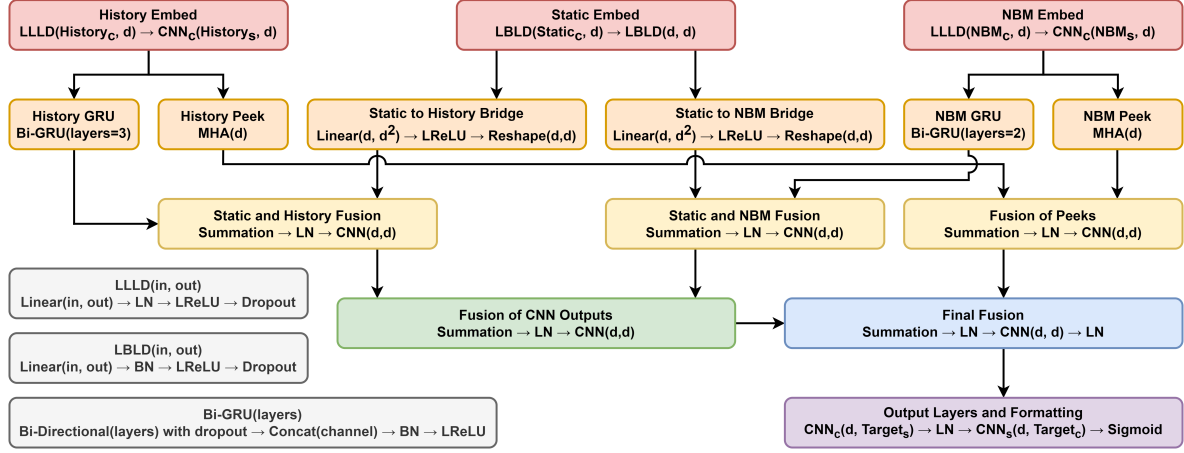 History Embed
LLLD(History_C, d) → CNN_C(History_S, d)
Static Embed
LBLD(Static_C, d) → LBLD(d, d)
NBM Embed
LLLD(NBM_C, d) → CNN_C(NBM_S, d)
History GRU
Bi-GRU(layers=3)
History Peek
MHA(d)
Static to History Bridge
Linear(d, d²) → LReLU → Reshape(d,d)
Static to NBM Bridge
Linear(d, d²) → LReLU → Reshape(d,d)
NBM GRU
Bi-GRU(layers=2)
NBM Peek
MHA(d)
Static and History Fusion
Summation → LN → CNN(d,d)
Static and NBM Fusion
Summation → LN → CNN(d,d)
Fusion of Peeks
Summation → LN → CNN(d,d)
LLLD(in, out)
Linear(in, out) → LN → LReLU → Dropout
Fusion of CNN Outputs
Summation → LN → CNN(d,d)
Final Fusion
Summation → LN → CNN(d, d) → LN
LBLD(in, out)
Linear(in, out) → BN → LReLU → Dropout
Bi-GRU(layers)
Bi-Directional(layers) with dropout → Concat(channel) → BN → LReLU
Output Layers and Formatting
CNN_C(d, Target_S) → LN → CNN_S(d, Target_C) → Sigmoid